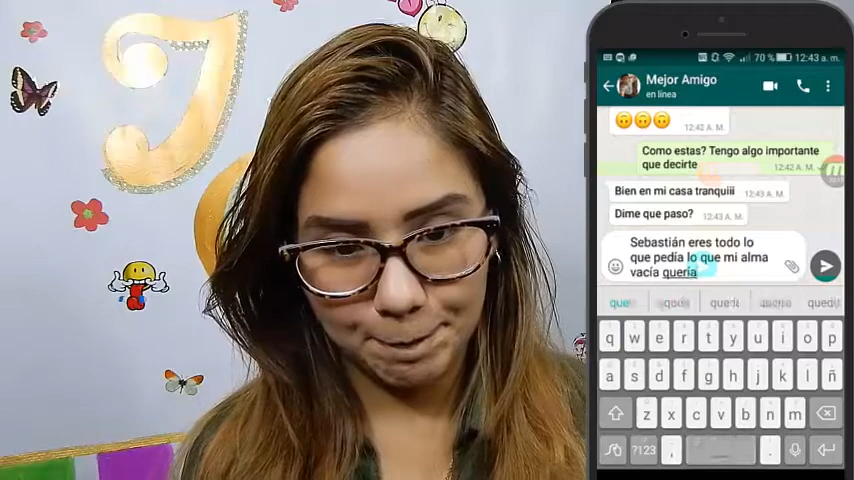 J
70 % 12:43 a. m.
Mejor Amigo
en línea
12:42 A. M.
Como estas? Tengo algo importante
que decirte
12:42 A. M.
Bien en mi casa tranquiii 12:43 A. M.
Dime que paso? 12:43 A. M.
Sebastián eres todo lo
que pedía lo que mi alma
vacía quería
que
q w e r t y u i o p
a s d f g h j k l ñ
z x c v b n m
?123 , .